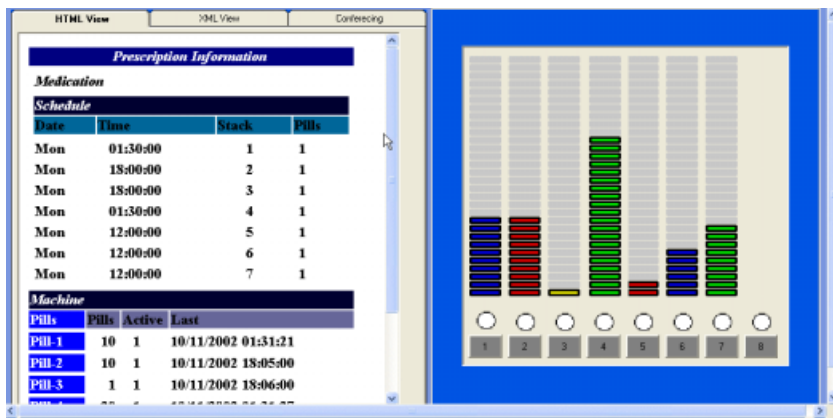 HTML View XML View Conferecing
Prescription Information
Medication
Schedule
Date Time Stack Pills
Mon 01:30:00 1 1
Mon 18:00:00 2 1
Mon 18:00:00 3 1
Mon 01:30:00 4 1
Mon 12:00:00 5 1
Mon 12:00:00 6 1
Mon 12:00:00 7 1
Machine
Pills Pills Active Last
Pill-1 10 1 10/11/2002 01:31:21
Pill-2 10 1 10/11/2002 18:05:00
Pill-3 1 1 10/11/2002 18:06:00
1 2 3 4 5 6 7 8